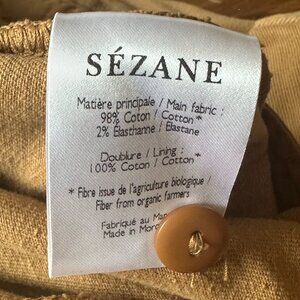 SÉZANE
Matière principale / Main fabric :
98% Coton / Cotton*
2% Élasthanne / Elastane
Doublure / Lining :
100% Coton / Cotton *
* Fibre issue de l'agriculture biologique /
Fiber from organic farmers
Fabriqué au
Made in